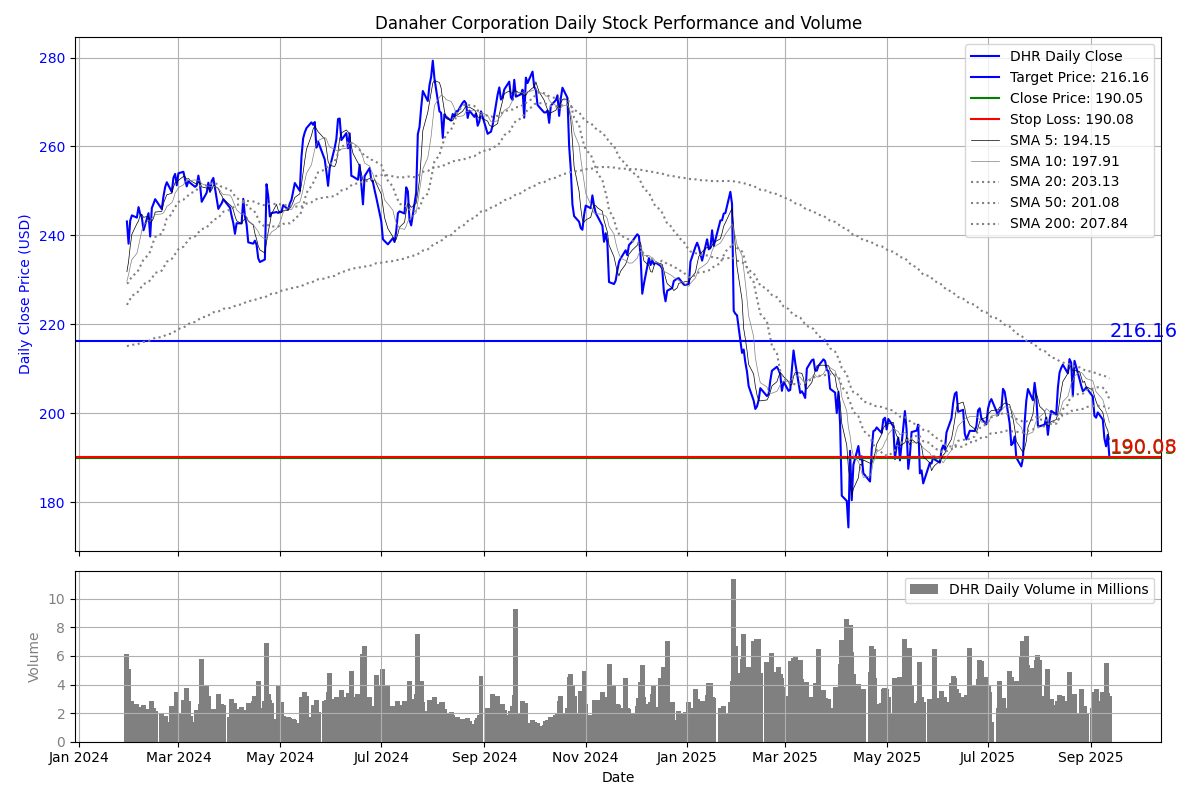 Danaher Corporation Daily Stock Performance and Volume
Daily Close Price (USD)
280
260
240
220
200
180
DHR Daily Close
Target Price: 216.16
Close Price: 190.05
Stop Loss: 190.08
SMA 5: 194.15
SMA 10: 197.91
SMA 20: 203.13
SMA 50: 201.08
SMA 200: 207.84
216.16
190.08
Volume
10
8
6
4
2
0
DHR Daily Volume in Millions
Jan 2024 Mar 2024 May 2024 Jul 2024 Sep 2024 Nov 2024 Jan 2025 Mar 2025 May 2025 Jul 2025 Sep 2025
Date